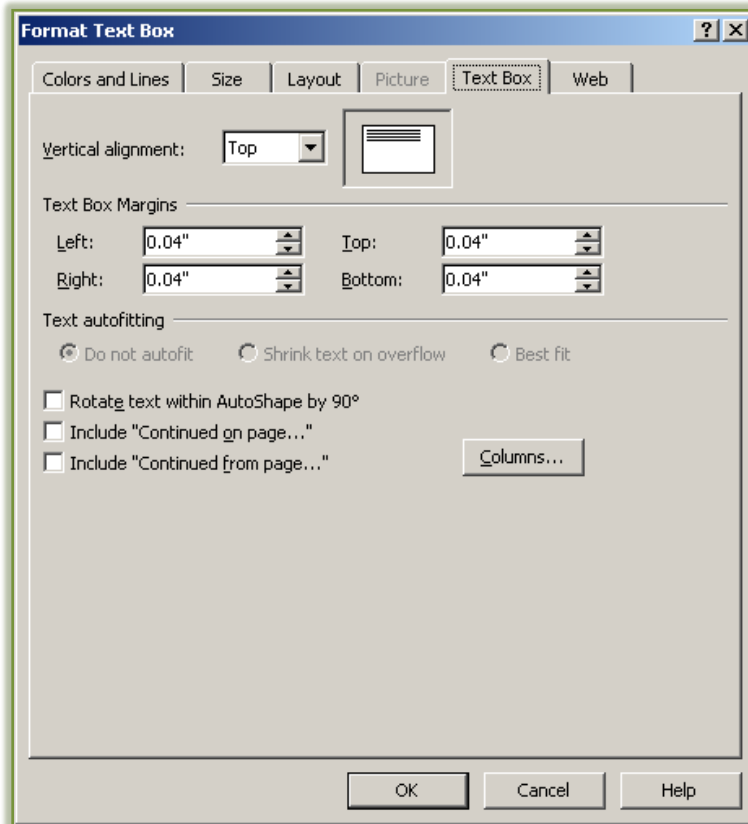 Format Text Box
Colors and Lines Size Layout Picture Text Box Web
Vertical alignment: Top
Text Box Margins
Left: 0.04" Top: 0.04"
Right: 0.04" Bottom: 0.04"
Text autofitting
Do not autofit Shrink text on overflow Best fit
Rotate text within AutoShape by 90°
Include "Continued on page..."
Include "Continued from page..." Columns...
OK Cancel Help